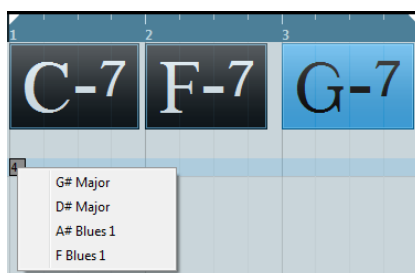 1 2 3
C-7 F-7 G-7
4
G# Major
D# Major
A# Blues 1
F Blues 1